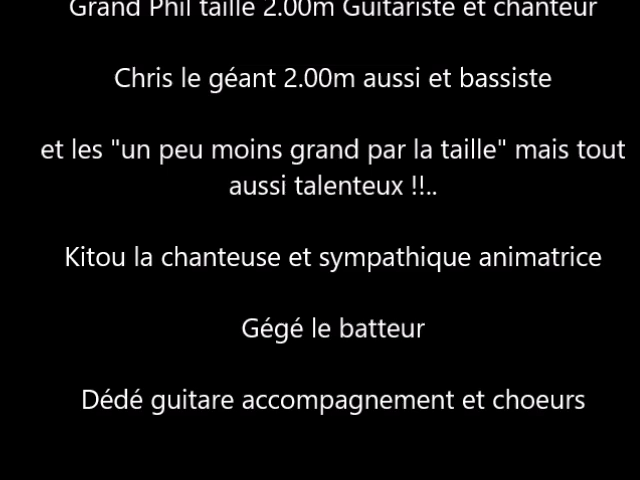 Grand Phil taille 2.00m Guitariste et chanteur
Chris le géant 2.00m aussi et bassiste
et les "un peu moins grand par la taille" mais tout
aussi talenteux !!..
Kitou la chanteuse et sympathique animatrice
Gégé le batteur
Dédé guitare accompagnement et choeurs